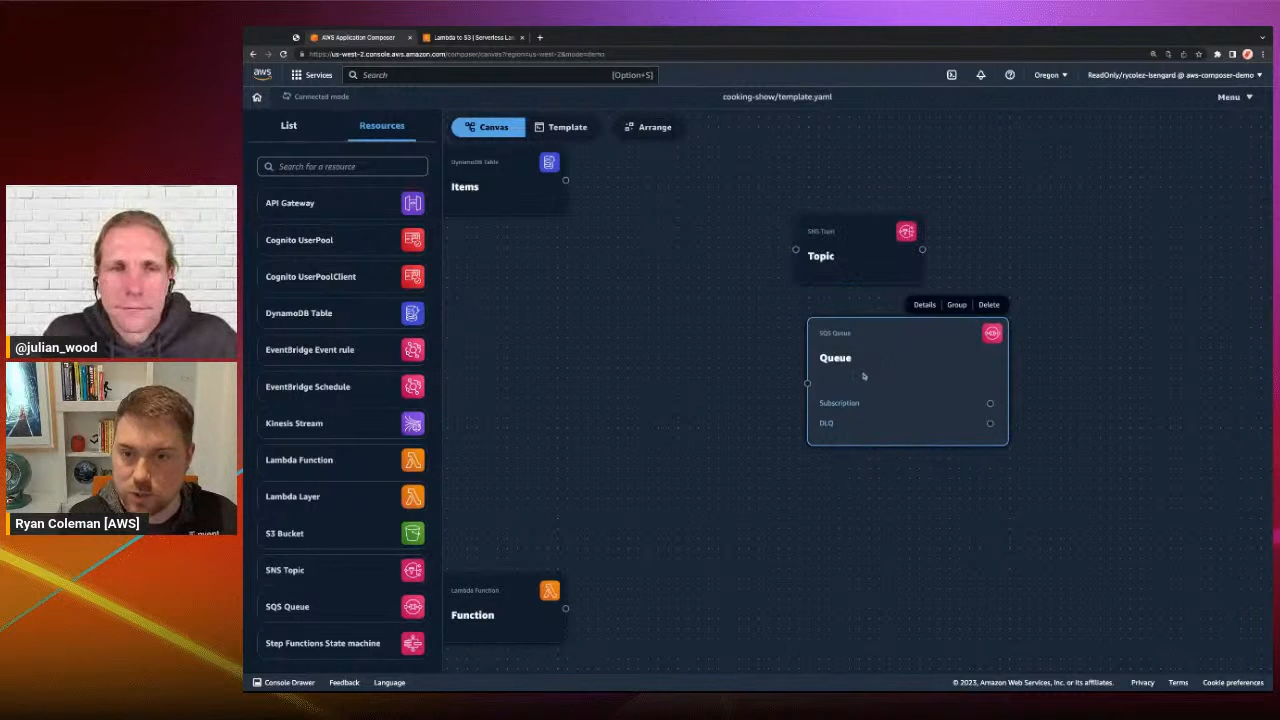 AWS Application Composer
Lambda to S3 | Serverless Lan
https://us-west-2.console.aws.amazon.com/composer/canvas?region=us-west-2&mode=demo
aws
Services
Search
[Option+S]
Oregon
ReadOnly/rycolez-Isengard @ aws-composer-demo
Connected mode
cooking-show/template.yaml
Menu
List
Resources
Canvas
Template
Arrange
Search for a resource
API Gateway
Cognito UserPool
Cognito UserPoolClient
DynamoDB Table
EventBridge Event rule
EventBridge Schedule
Kinesis Stream
Lambda Function
Lambda Layer
S3 Bucket
SNS Topic
SQS Queue
Step Functions State machine
DynamoDB Table
Items
SNS Topic
Topic
Details
Group
Delete
SQS Queue
Queue
Subscription
DLQ
Lambda Function
Function
@julian_wood
Ryan Coleman [AWS]
Console Drawer
Feedback
Language
© 2023, Amazon Web Services, Inc. or its affiliates.
Privacy
Terms
Cookie preferences